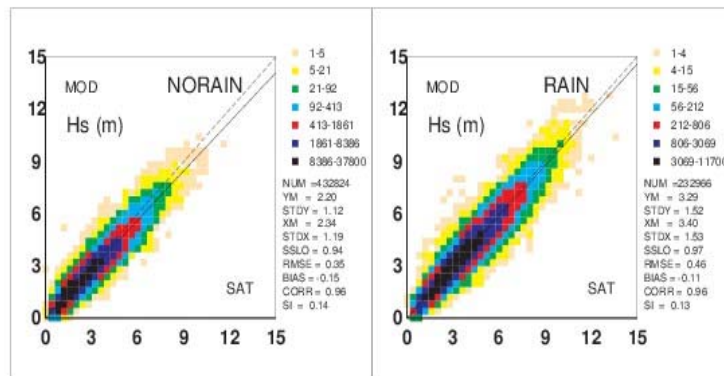 15
12
9
6
3
0
MOD
NORAIN
Hs (m)
SAT
0 3 6 9 12 15
1-5
5-21
21-92
92-413
413-1861
1861-8386
8386-37800
NUM =432824
YM = 2.20
STDY = 1.12
XM = 2.34
STDX = 1.19
SSLO = 0.94
RMSE = 0.35
BIAS = -0.15
CORR = 0.96
SI = 0.14
15
12
9
6
3
0
MOD
RAIN
Hs (m)
SAT
0 3 6 9 12 15
1-4
4-15
15-56
56-212
212-806
806-3069
3069-11700
NUM =232966
YM = 3.29
STDY = 1.52
XM = 3.40
STDX = 1.53
SSLO = 0.97
RMSE = 0.46
BIAS = -0.11
CORR = 0.96
SI = 0.13